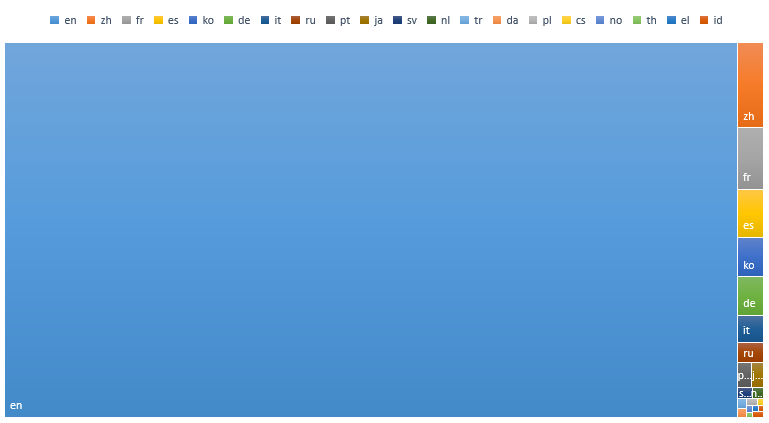 en zh fr es ko de it ru pt ja sv nl tr da pl cs no th el id
zh
fr
es
ko
de
it
ru
p... j...
s... n...
en